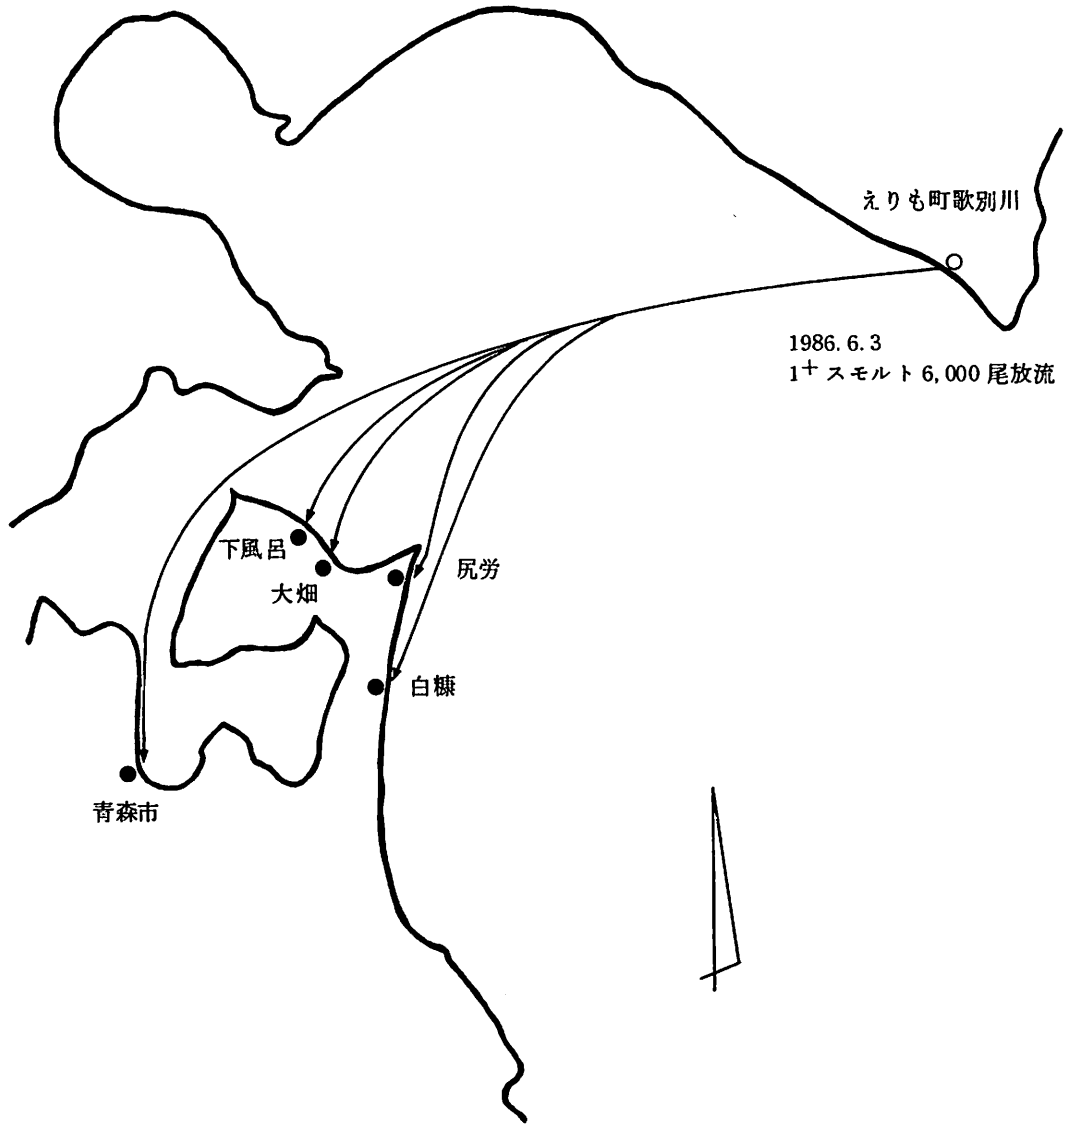 えりも町歌別川
1986. 6. 3
1⁺スモルト 6,000 尾放流
下風呂
尻労
大畑
白糠
青森市